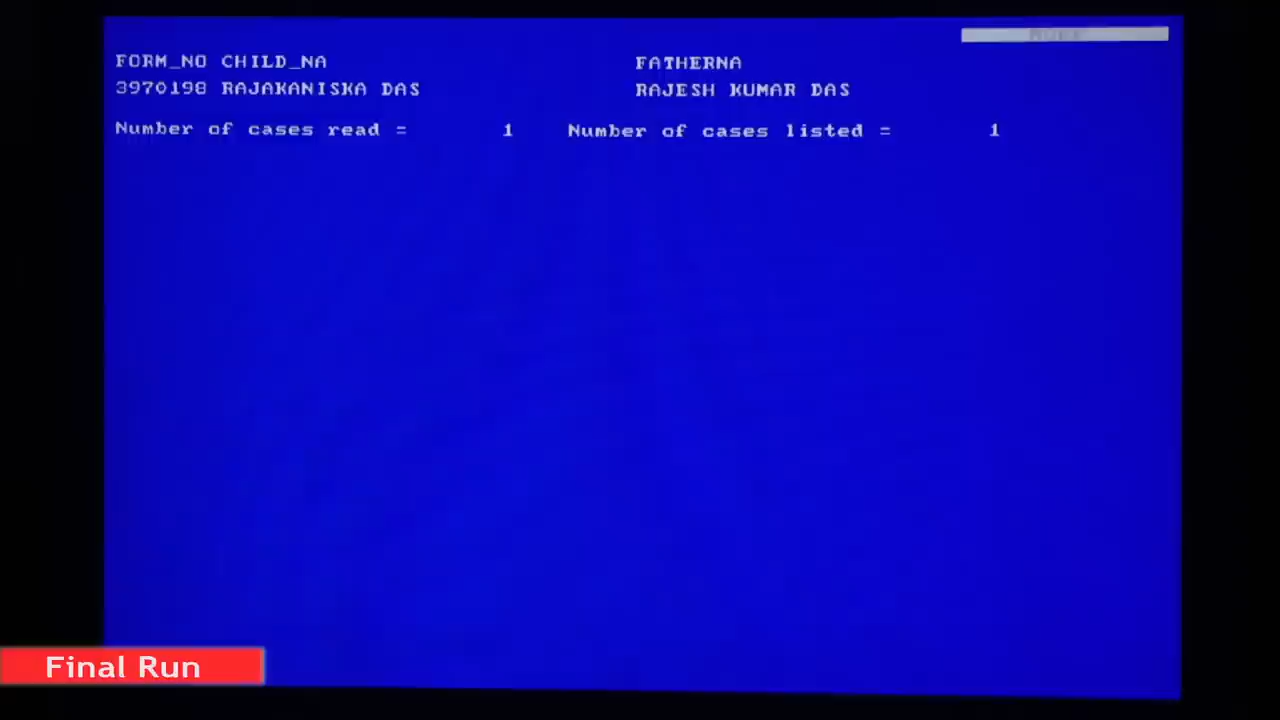 FORM_NO CHILD_NA FATHERNA
3970198 RAJAKANISKA DAS RAJESH KUMAR DAS
Number of cases read = 1 Number of cases listed = 1
Final Run